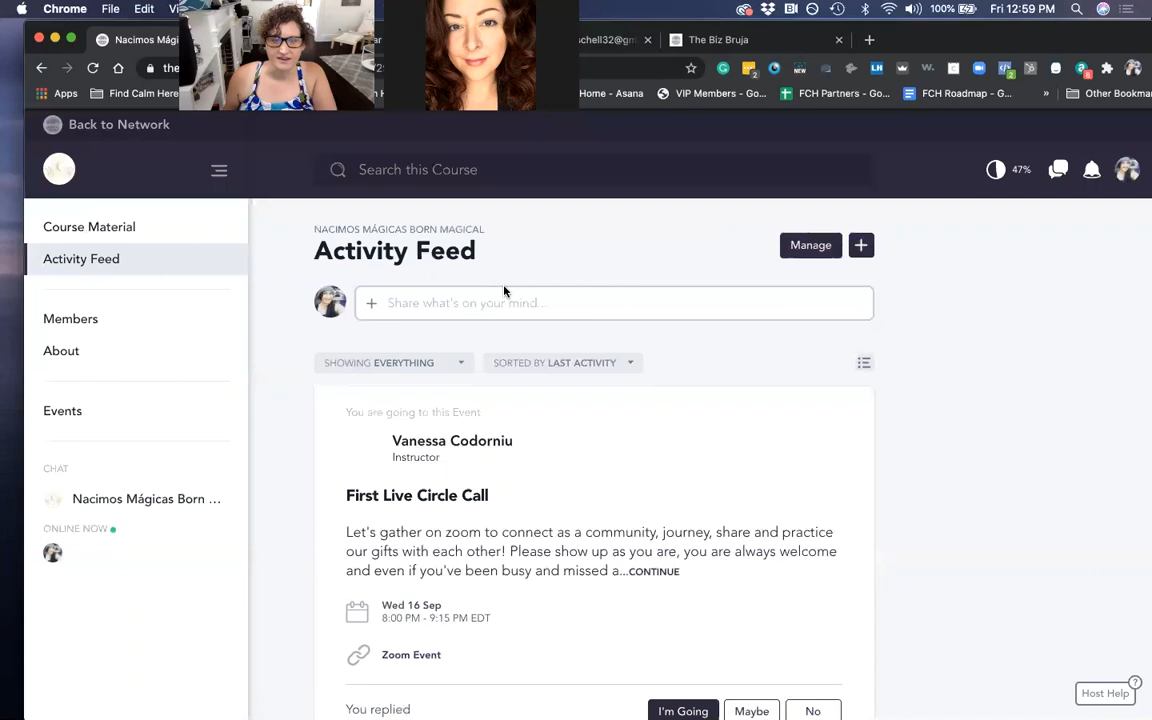 Chrome File Edit
100% Fri 12:59 PM
Nacimos Mági
schell32@gm
The Biz Bruja
the
Apps Find Calm Here
Home - Asana VIP Members - Go... FCH Partners - Go... FCH Roadmap - G... » Other Bookma
Back to Network
Search this Course
47%
Course Material
Activity Feed
Members
About
Events
CHAT
Nacimos Mágicas Born ...
ONLINE NOW
NACIMOS MÁGICAS BORN MAGICAL
Activity Feed
Manage
+
+ Share what's on your mind...
SHOWING EVERYTHING
SORTED BY LAST ACTIVITY
You are going to this Event
Vanessa Codorniu
Instructor
First Live Circle Call
Let's gather on zoom to connect as a community, journey, share and practice
our gifts with each other! Please show up as you are, you are always welcome
and even if you've been busy and missed a...CONTINUE
Wed 16 Sep
8:00 PM - 9:15 PM EDT
Zoom Event
You replied
I'm Going Maybe No
Host Help ?